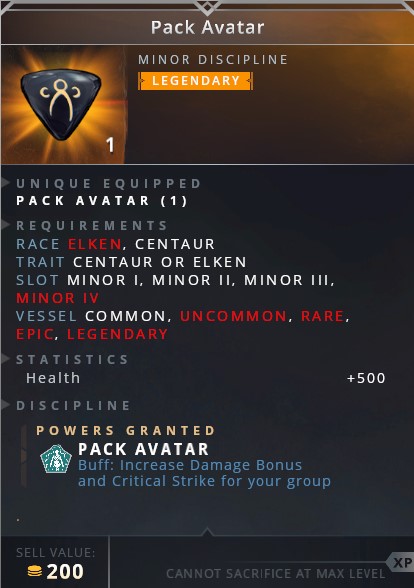 Pack Avatar
MINOR DISCIPLINE
LEGENDARY
1
UNIQUE EQUIPPED
PACK AVATAR (1)
REQUIREMENTS
RACE ELKEN, CENTAUR
TRAIT CENTAUR OR ELKEN
SLOT MINOR I, MINOR II, MINOR III,
MINOR IV
VESSEL COMMON, UNCOMMON, RARE,
EPIC, LEGENDARY
STATISTICS
Health +500
DISCIPLINE
POWERS GRANTED
PACK AVATAR
Buff: Increase Damage Bonus
and Critical Strike for your group
.
SELL VALUE:
200
CANNOT SACRIFICE AT MAX LEVEL
XP